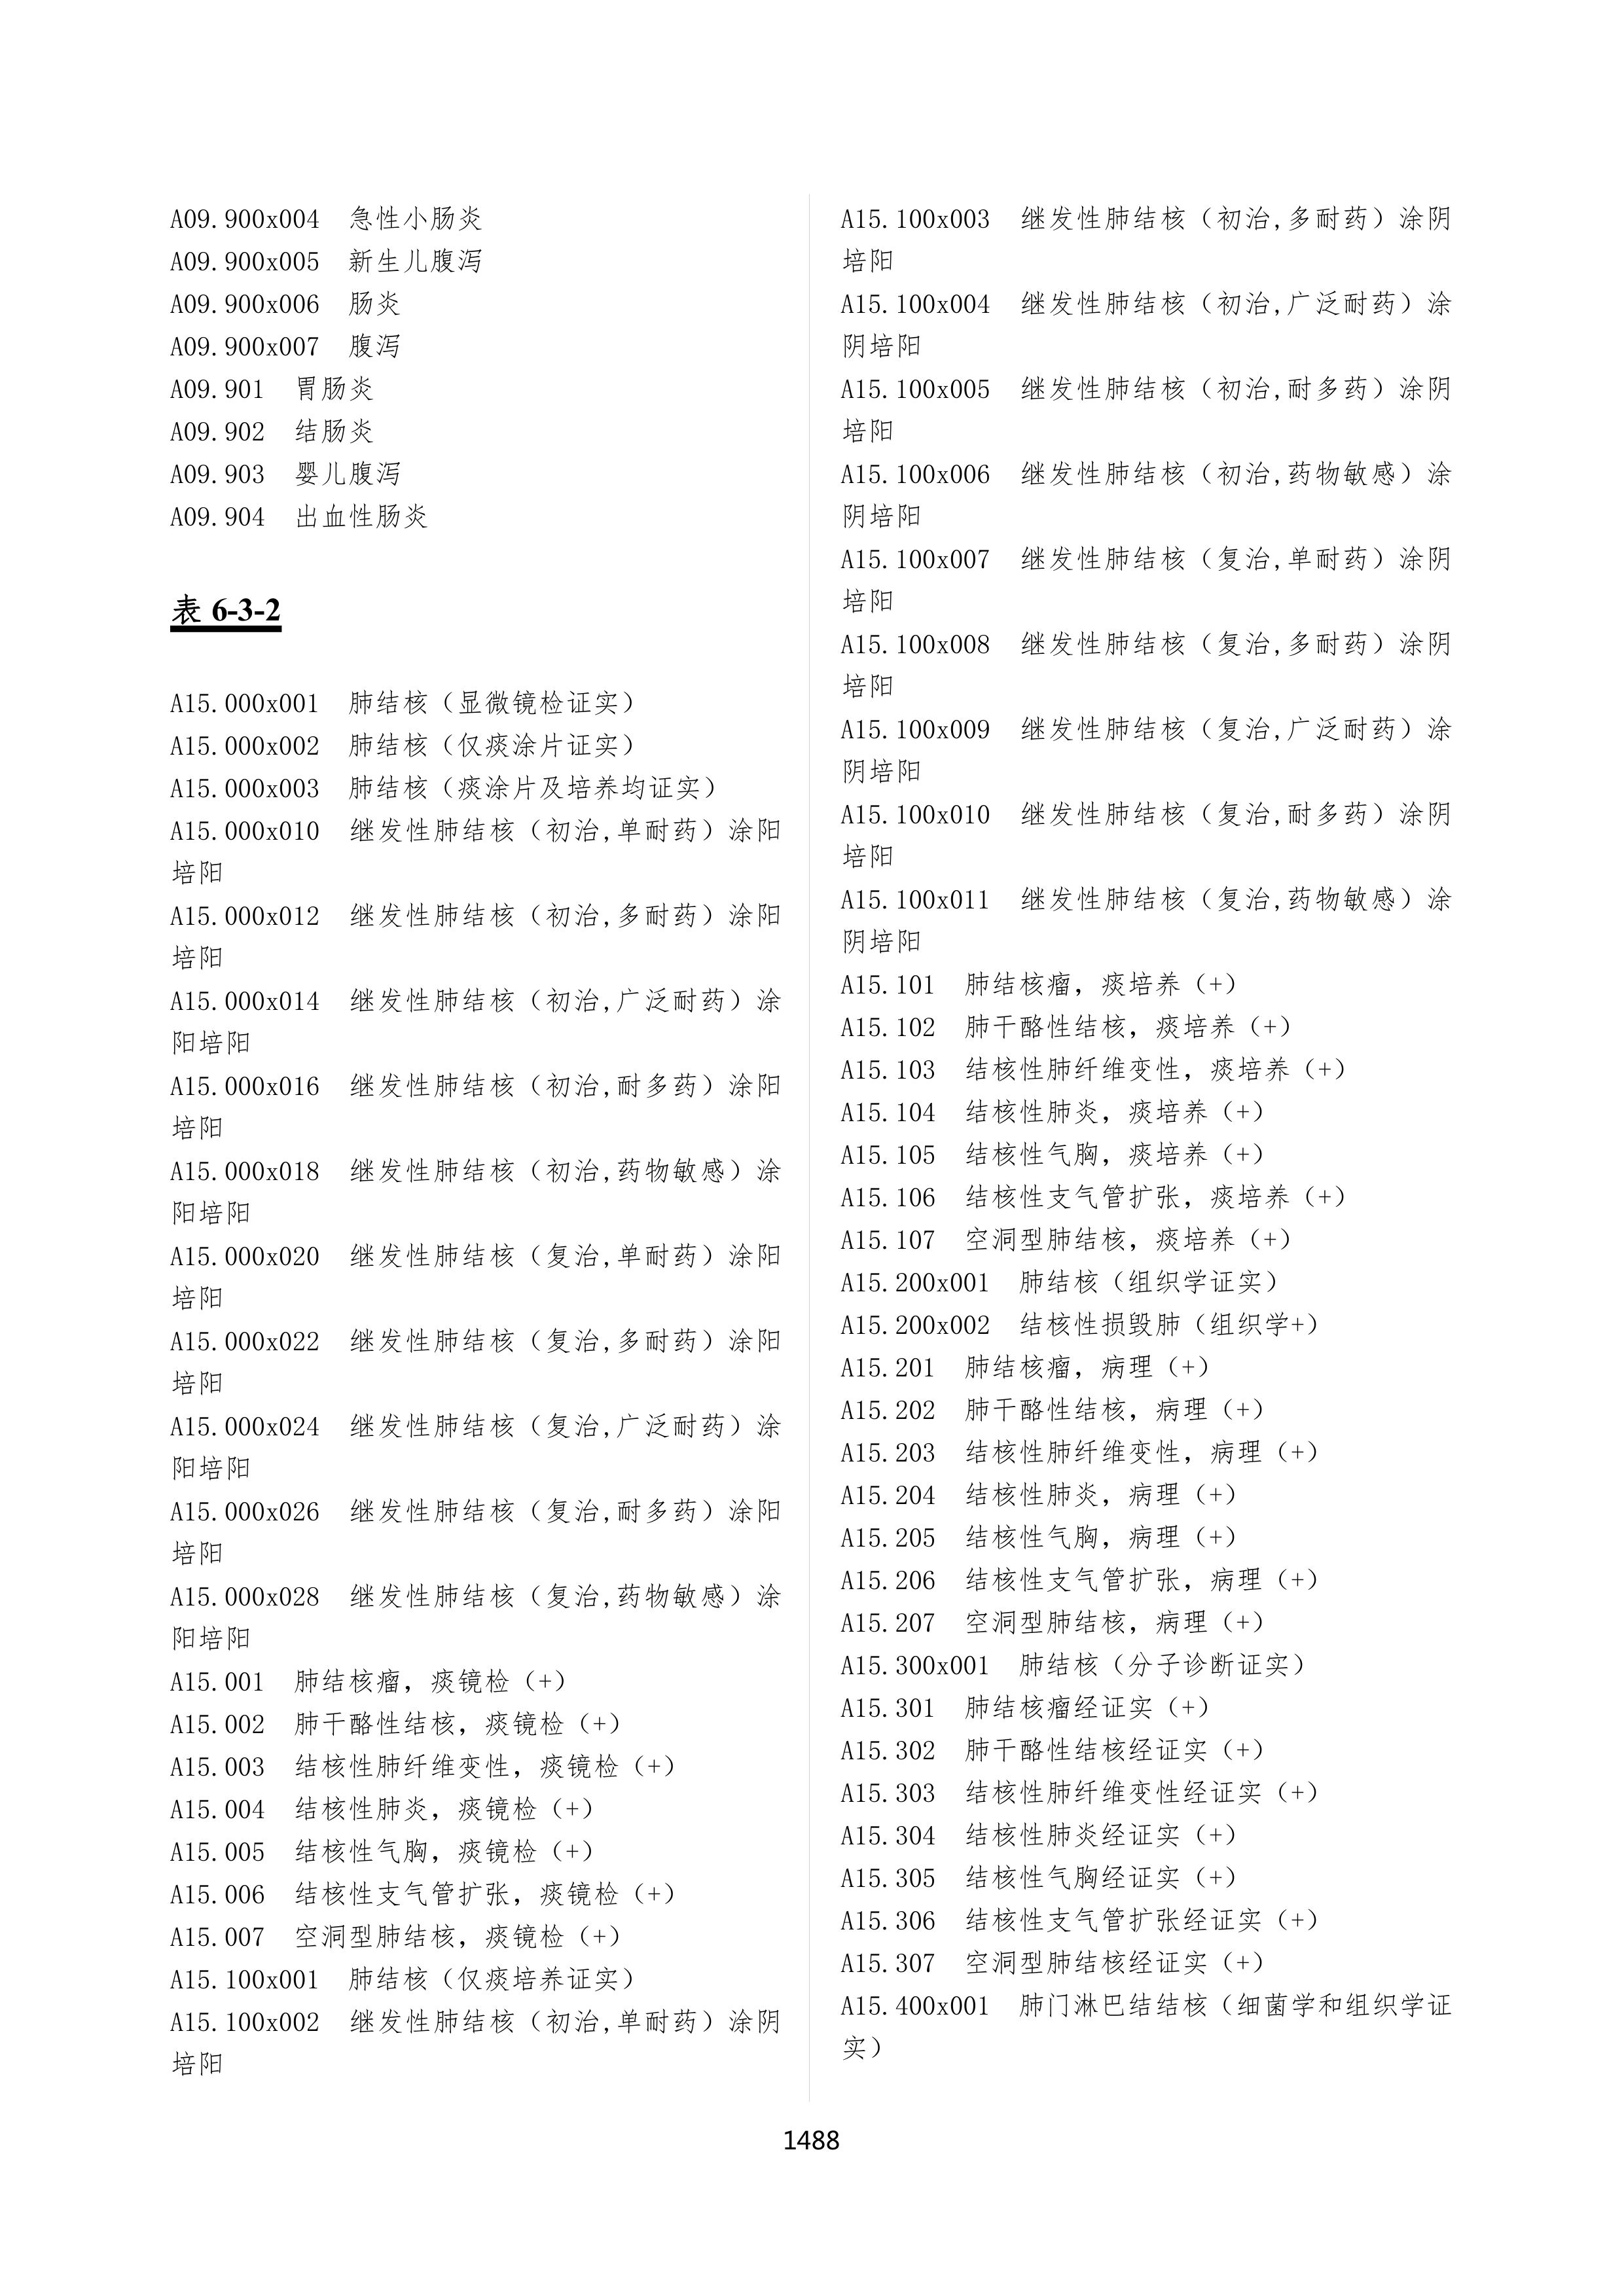 A09.900x004 急性小肠炎
A09.900x005 新生儿腹泻
A09.900x006 肠炎
A09.900x007 腹泻
A09.901 胃肠炎
A09.902 结肠炎
A09.903 婴儿腹泻
A09.904 出血性肠炎
表 6-3-2
A15.000x001 肺结核（显微镜检证实）
A15.000x002 肺结核（仅痰涂片证实）
A15.000x003 肺结核（痰涂片及培养均证实）
A15.000x010 继发性肺结核（初治,单耐药）涂阳
培阳
A15.000x012 继发性肺结核（初治,多耐药）涂阳
培阳
A15.000x014 继发性肺结核（初治,广泛耐药）涂
阳培阳
A15.000x016 继发性肺结核（初治,耐多药）涂阳
培阳
A15.000x018 继发性肺结核（初治,药物敏感）涂
阳培阳
A15.000x020 继发性肺结核（复治,单耐药）涂阳
培阳
A15.000x022 继发性肺结核（复治,多耐药）涂阳
培阳
A15.000x024 继发性肺结核（复治,广泛耐药）涂
阳培阳
A15.000x026 继发性肺结核（复治,耐多药）涂阳
培阳
A15.000x028 继发性肺结核（复治,药物敏感）涂
阳培阳
A15.001 肺结核瘤，痰镜检（+）
A15.002 肺干酪性结核，痰镜检（+）
A15.003 结核性肺纤维变性，痰镜检（+）
A15.004 结核性肺炎，痰镜检（+）
A15.005 结核性气胸，痰镜检（+）
A15.006 结核性支气管扩张，痰镜检（+）
A15.007 空洞型肺结核，痰镜检（+）
A15.100x001 肺结核（仅痰培养证实）
A15.100x002 继发性肺结核（初治,单耐药）涂阴
培阳
A15.100x003 继发性肺结核（初治,多耐药）涂阴
培阳
A15.100x004 继发性肺结核（初治,广泛耐药）涂
阴培阳
A15.100x005 继发性肺结核（初治,耐多药）涂阴
培阳
A15.100x006 继发性肺结核（初治,药物敏感）涂
阴培阳
A15.100x007 继发性肺结核（复治,单耐药）涂阴
培阳
A15.100x008 继发性肺结核（复治,多耐药）涂阴
培阳
A15.100x009 继发性肺结核（复治,广泛耐药）涂
阴培阳
A15.100x010 继发性肺结核（复治,耐多药）涂阴
培阳
A15.100x011 继发性肺结核（复治,药物敏感）涂
阴培阳
A15.101 肺结核瘤，痰培养（+）
A15.102 肺干酪性结核，痰培养（+）
A15.103 结核性肺纤维变性，痰培养（+）
A15.104 结核性肺炎，痰培养（+）
A15.105 结核性气胸，痰培养（+）
A15.106 结核性支气管扩张，痰培养（+）
A15.107 空洞型肺结核，痰培养（+）
A15.200x001 肺结核（组织学证实）
A15.200x002 结核性损毁肺（组织学+）
A15.201 肺结核瘤，病理（+）
A15.202 肺干酪性结核，病理（+）
A15.203 结核性肺纤维变性，病理（+）
A15.204 结核性肺炎，病理（+）
A15.205 结核性气胸，病理（+）
A15.206 结核性支气管扩张，病理（+）
A15.207 空洞型肺结核，病理（+）
A15.300x001 肺结核（分子诊断证实）
A15.301 肺结核瘤经证实（+）
A15.302 肺干酪性结核经证实（+）
A15.303 结核性肺纤维变性经证实（+）
A15.304 结核性肺炎经证实（+）
A15.305 结核性气胸经证实（+）
A15.306 结核性支气管扩张经证实（+）
A15.307 空洞型肺结核经证实（+）
A15.400x001 肺门淋巴结结核（细菌学和组织学证
实）
1488